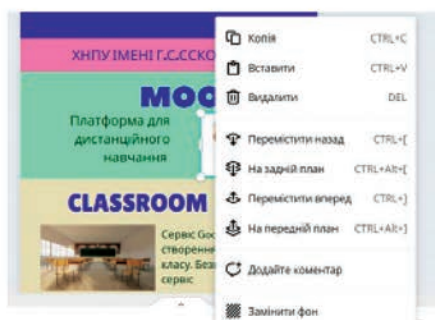 ХНПУ ІМЕНІ Г.С.СКО
MOO
Платформа для
дистанційного
навчання
CLASSROOM
Сервіс Goo
створення
класу. Без
сервіс
Копія CTRL+C
Вставити CTRL+V
Видалити DEL
Перемістити назад CTRL+[
На задній план CTRL+Alt+[
Перемістити вперед CTRL+]
На передній план CTRL+Alt+]
Додайте коментар
Замінити фон